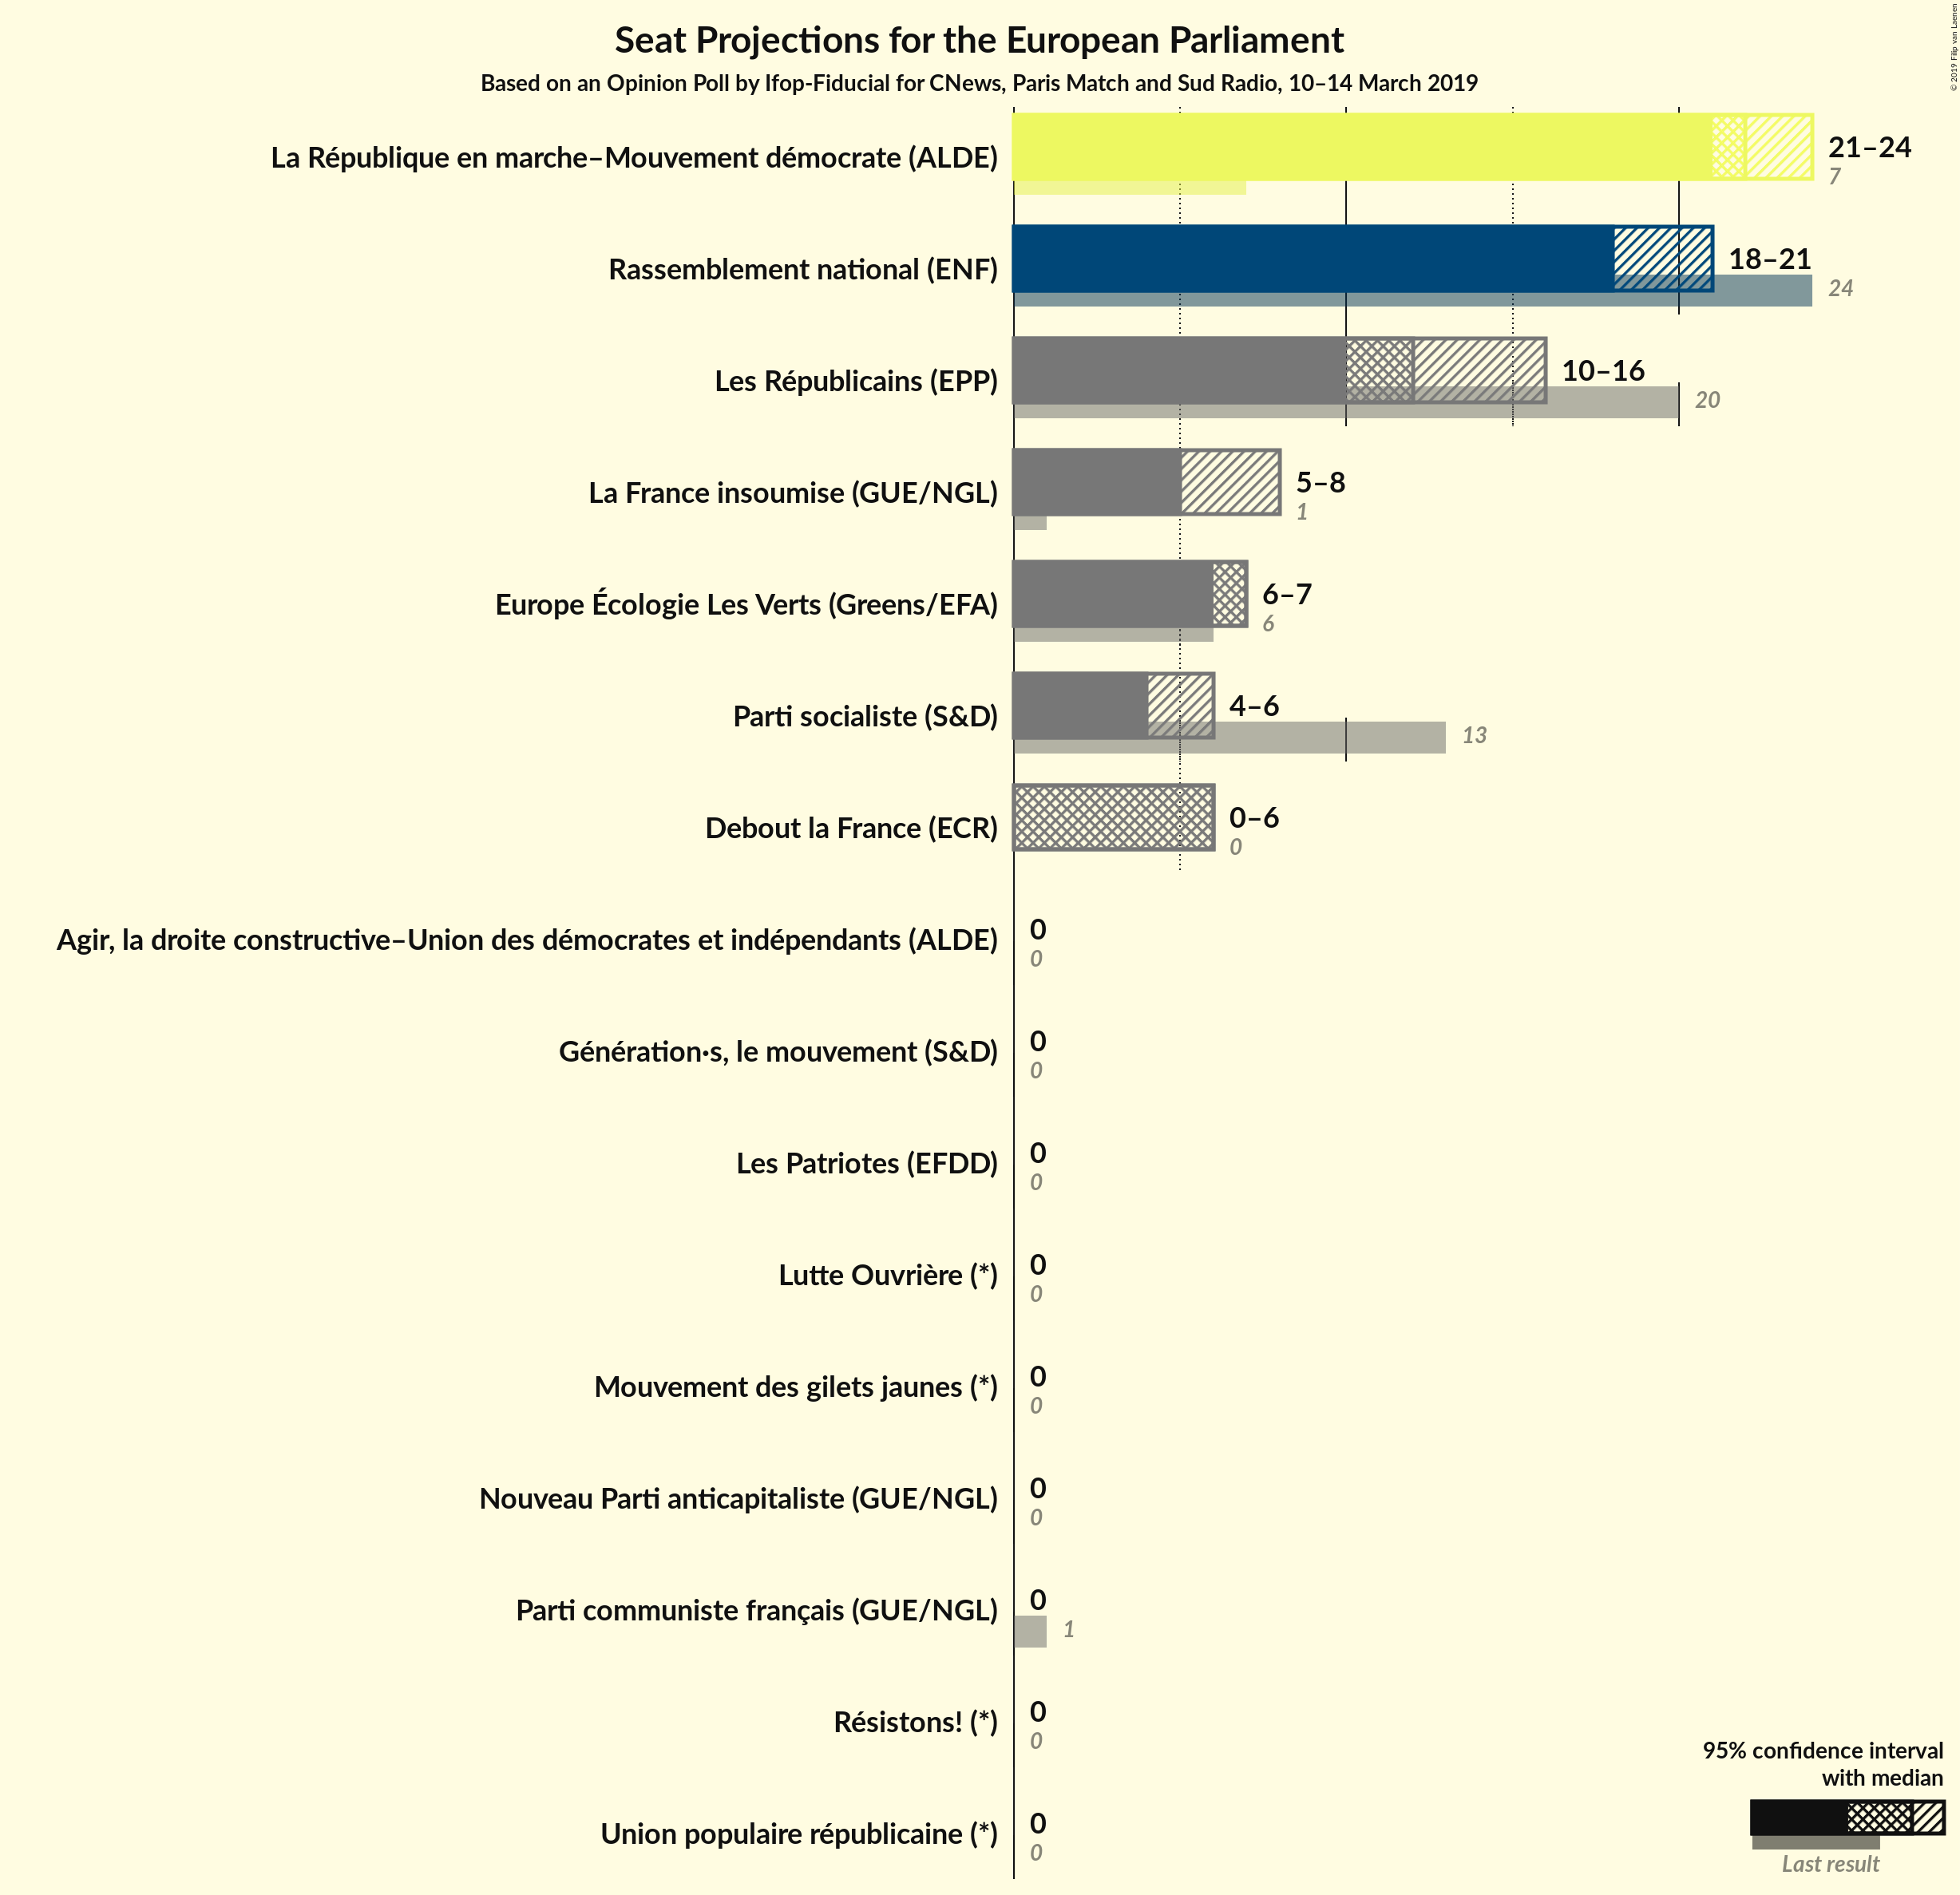 Seat Projections for the European Parliament
Based on an Opinion Poll by Ifop-Fiducial for CNews, Paris Match and Sud Radio, 10–14 March 2019
© 2019 Filip van Laenen
La République en marche–Mouvement démocrate (ALDE)
21–24
7
Rassemblement national (ENF)
18–21
24
Les Républicains (EPP)
10–16
20
La France insoumise (GUE/NGL)
5–8
1
Europe Écologie Les Verts (Greens/EFA)
6–7
6
Parti socialiste (S&D)
4–6
13
Debout la France (ECR)
0–6
0
Agir, la droite constructive–Union des démocrates et indépendants (ALDE)
0
0
Génération·s, le mouvement (S&D)
0
0
Les Patriotes (EFDD)
0
0
Lutte Ouvrière (*)
0
0
Mouvement des gilets jaunes (*)
0
0
Nouveau Parti anticapitaliste (GUE/NGL)
0
0
Parti communiste français (GUE/NGL)
0
1
Résistons! (*)
0
0
Union populaire républicaine (*)
0
0
95% confidence interval
with median
Last result